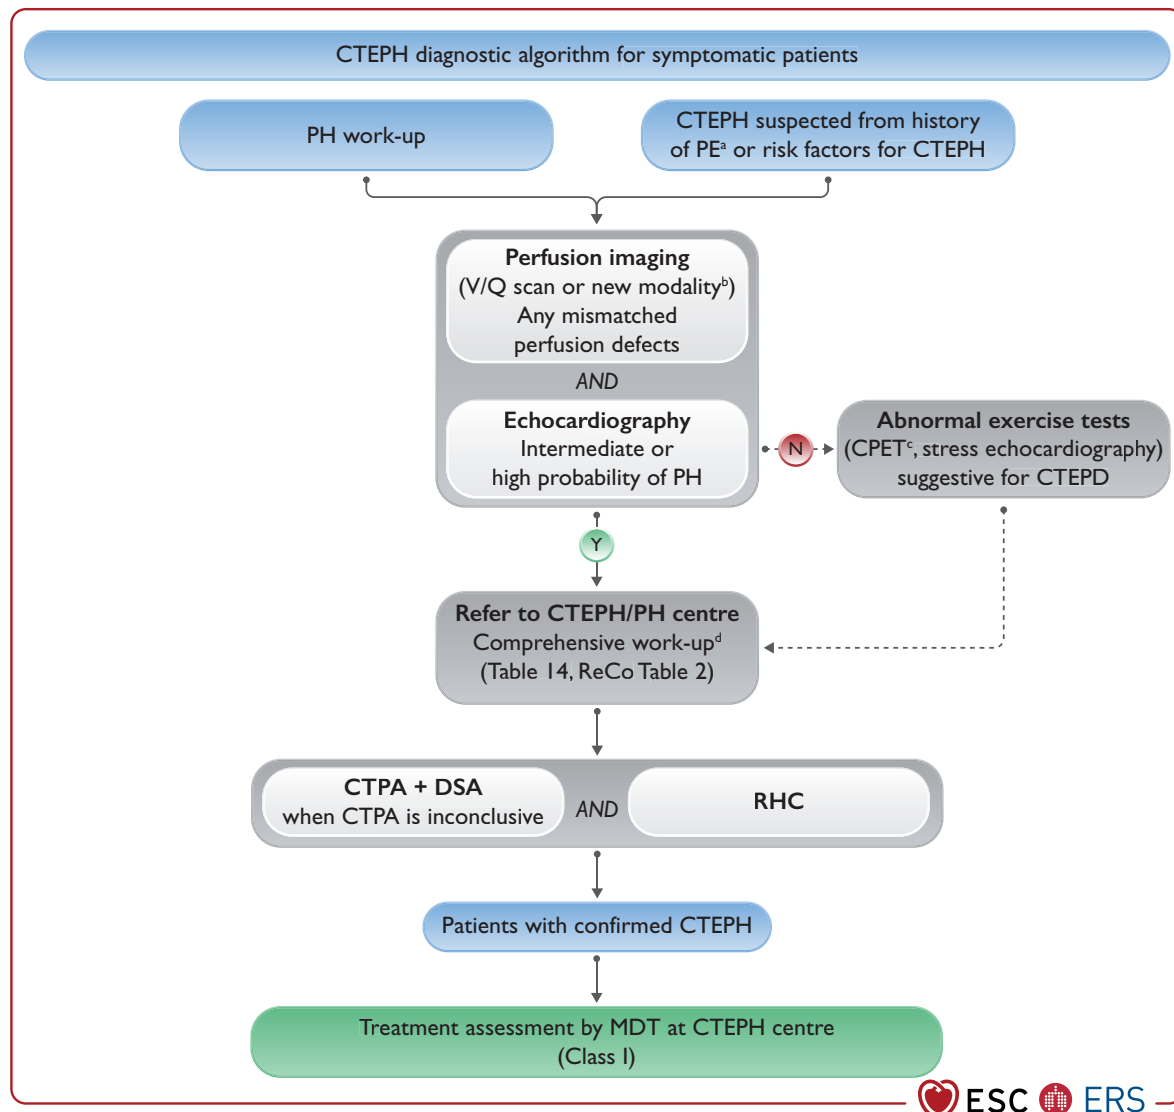 CTEPH diagnostic algorithm for symptomatic patients
PH work-up
CTEPH suspected from history
of PEᵃ or risk factors for CTEPH
Perfusion imaging
(V/Q scan or new modalityᵇ)
Any mismatched
perfusion defects
AND
Echocardiography
Intermediate or
high probability of PH
N
Abnormal exercise tests
(CPETᶜ, stress echocardiography)
suggestive for CTEPD
Y
Refer to CTEPH/PH centre
Comprehensive work-upᵈ
(Table 14, ReCo Table 2)
CTPA + DSA
when CTPA is inconclusive
AND
RHC
Patients with confirmed CTEPH
Treatment assessment by MDT at CTEPH centre
(Class I)
ESC ERS